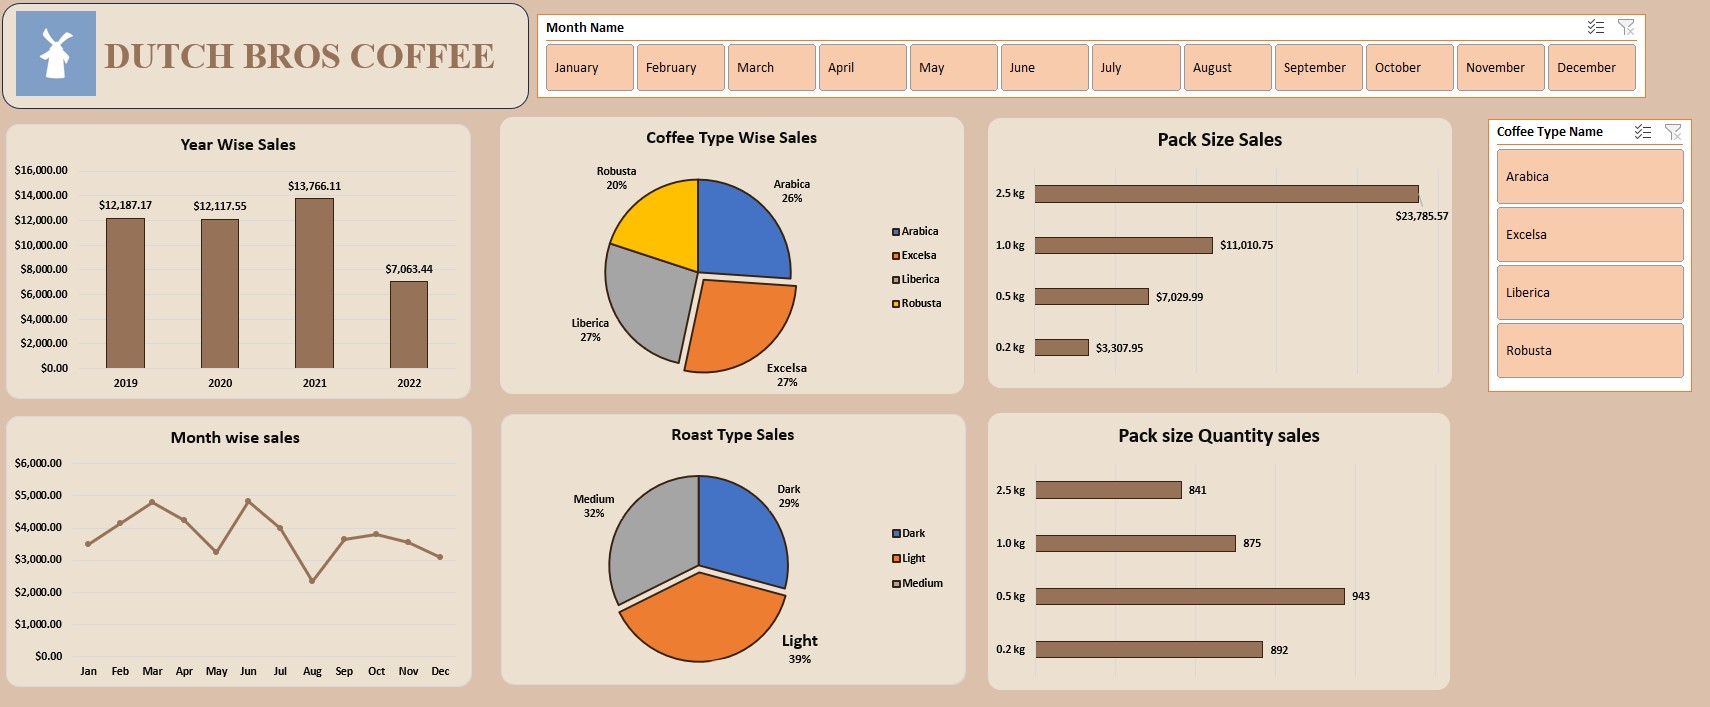 DUTCH BROS COFFEE
Month Name
January
February
March
April
May
June
July
August
September
October
November
December
Year Wise Sales
$16,000.00
$14,000.00
$12,000.00
$10,000.00
$8,000.00
$6,000.00
$4,000.00
$2,000.00
$0.00
$12,187.17
$12,117.55
$13,766.11
$7,063.44
2019
2020
2021
2022
Coffee Type Wise Sales
Robusta
20%
Arabica
26%
Liberica
27%
Excelsa
27%
Arabica
Excelsa
Liberica
Robusta
Pack Size Sales
2.5 kg
$23,785.57
1.0 kg
$11,010.75
0.5 kg
$7,029.99
0.2 kg
$3,307.95
Coffee Type Name
Arabica
Excelsa
Liberica
Robusta
Month wise sales
$6,000.00
$5,000.00
$4,000.00
$3,000.00
$2,000.00
$1,000.00
$0.00
Jan
Feb
Mar
Apr
May
Jun
Jul
Aug
Sep
Oct
Nov
Dec
Roast Type Sales
Medium
32%
Dark
29%
Light
39%
Dark
Light
Medium
Pack size Quantity sales
2.5 kg
841
1.0 kg
875
0.5 kg
943
0.2 kg
892